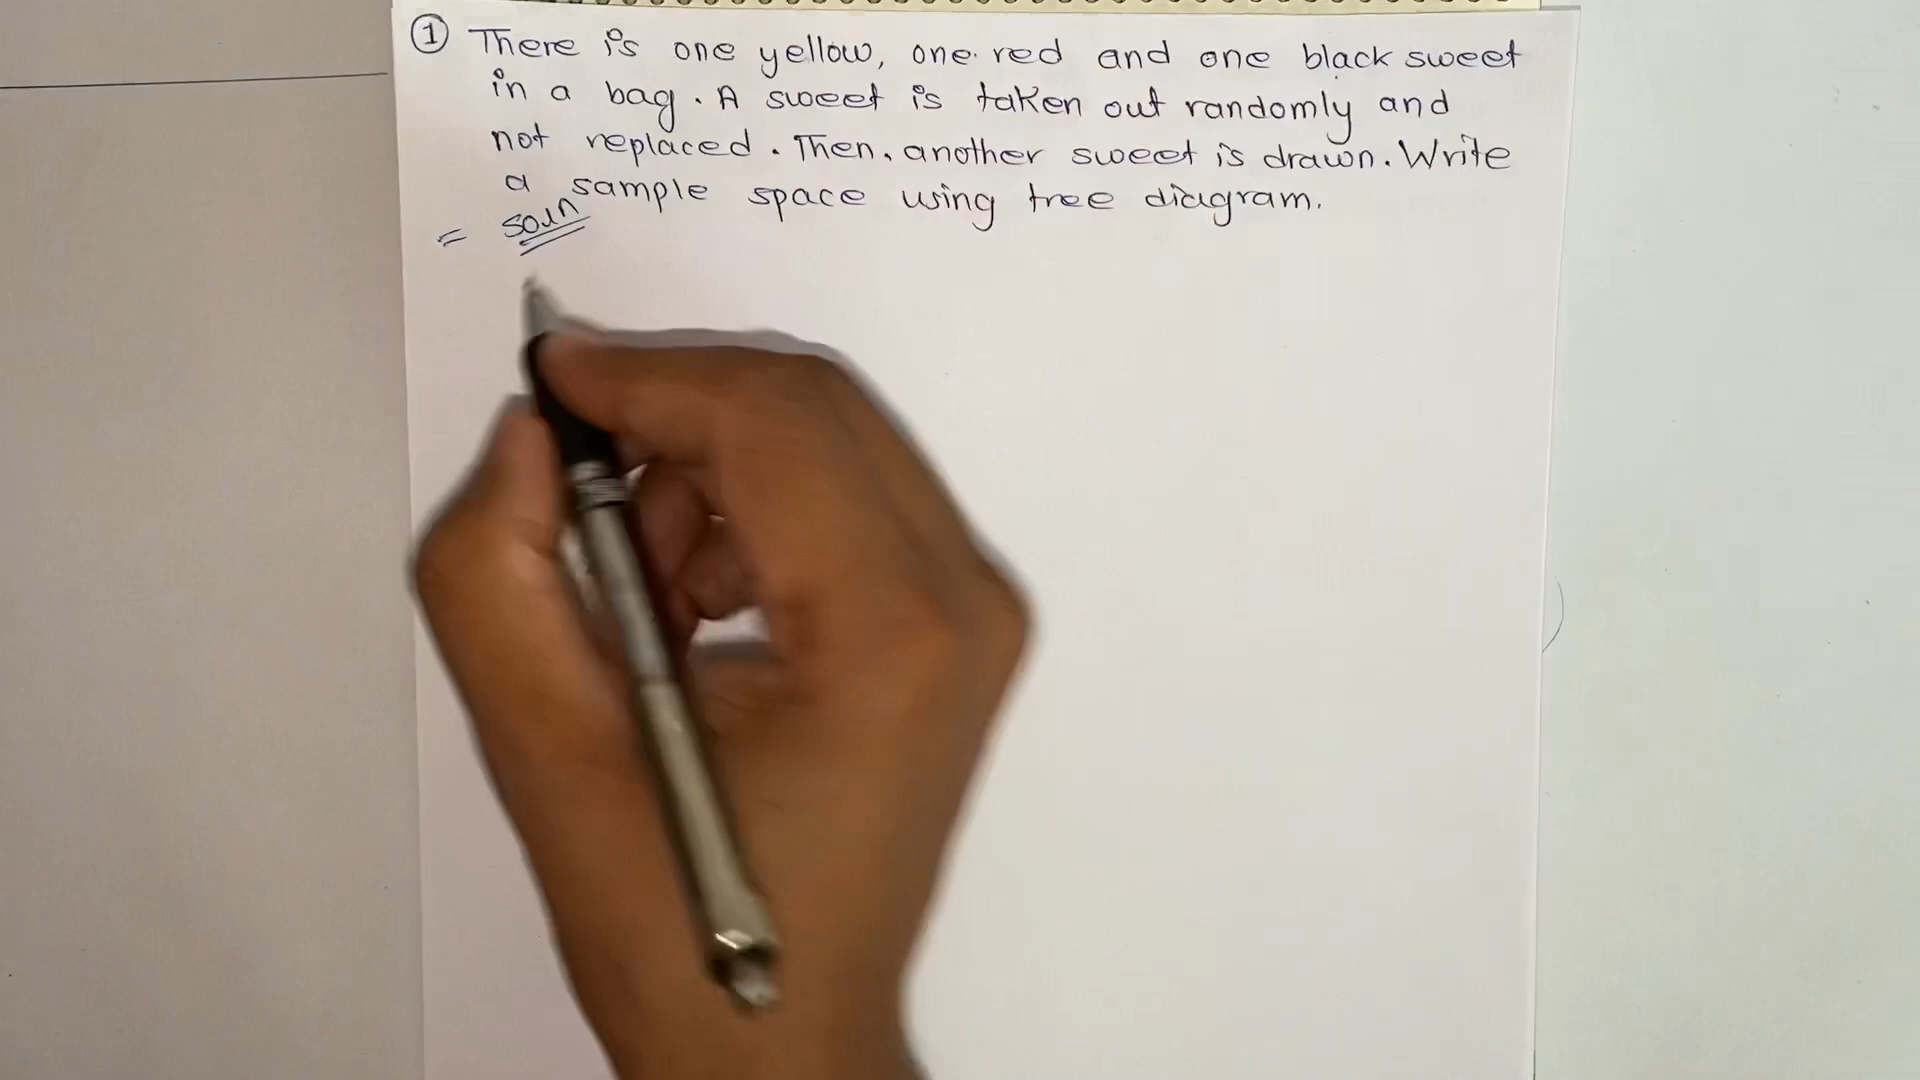 ① There is one yellow, one red and one black sweet
in a bag. A sweet is taken out randomly and
not replaced. Then, another sweet is drawn. Write
a sample space using tree diagram.
= soln